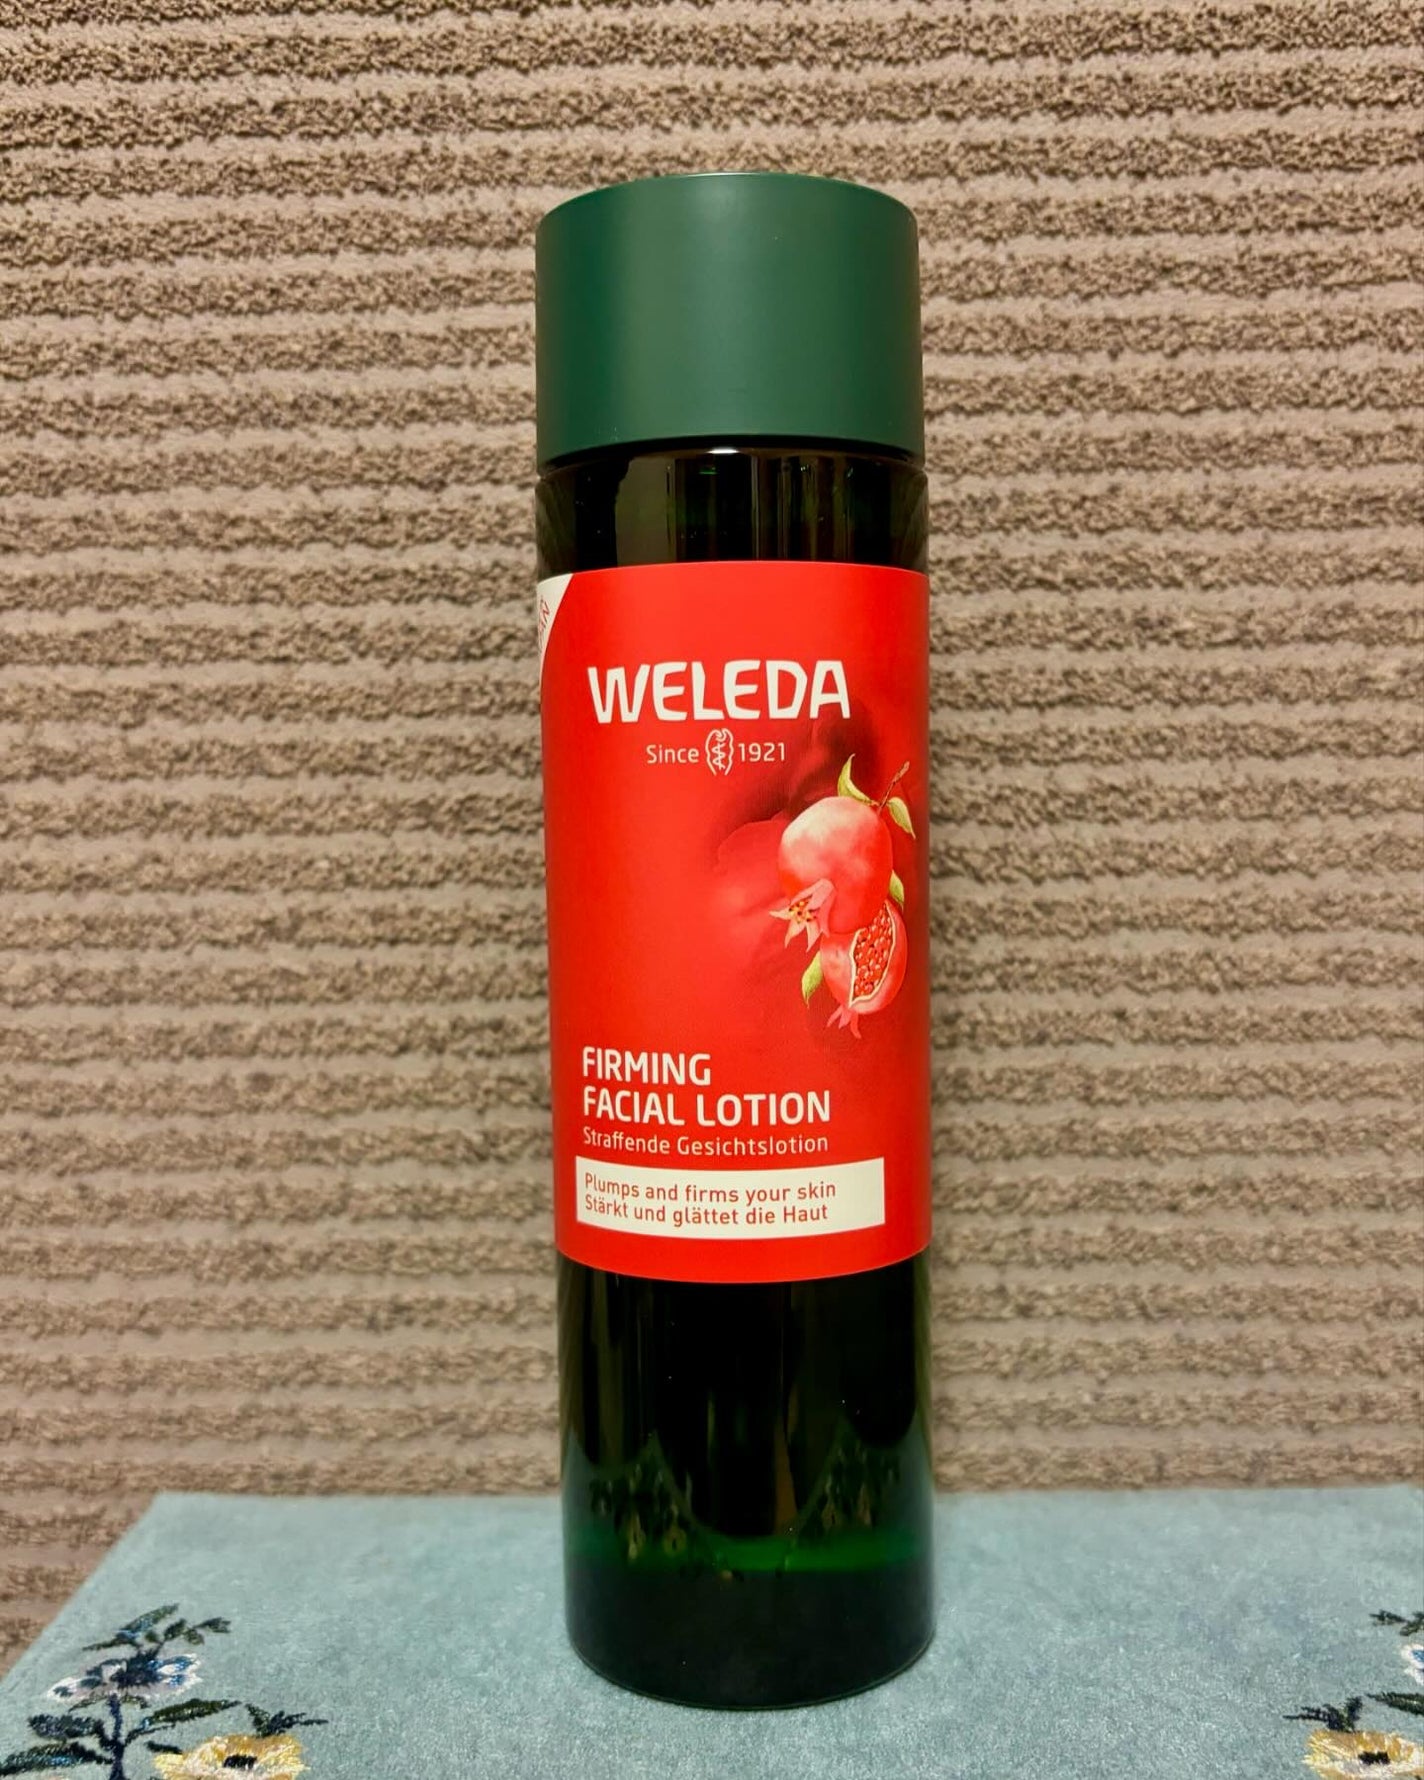 WELEDA
Since 1921
FIRMING
FACIAL LOTION
Straffende Gesichtslotion
Plumps and firms your skin
Stärkt und glättet die Haut